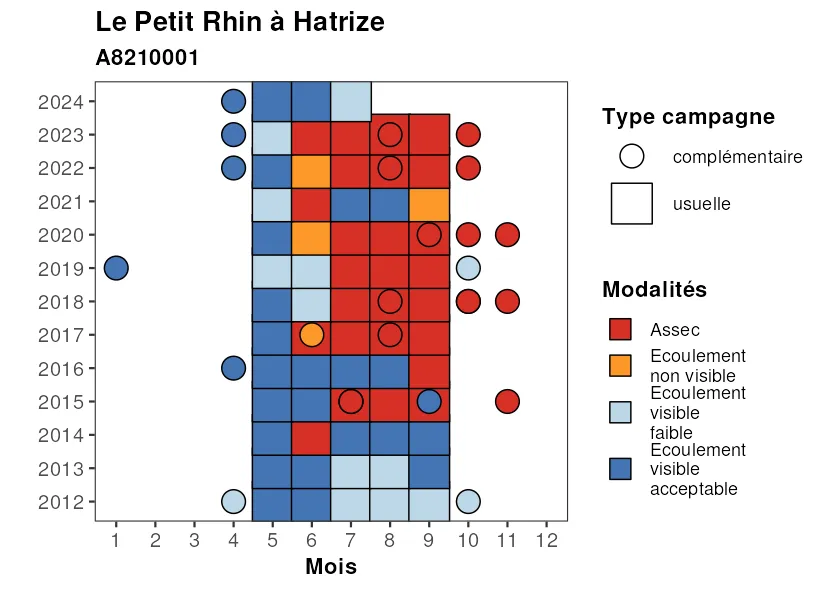 Le Petit Rhin à Hatrize
A8210001
2024
2023
2022
2021
2020
2019
2018
2017
2016
2015
2014
2013
2012
1 2 3 4 5 6 7 8 9 10 11 12
Mois
Type campagne
complémentaire
usuelle
Modalités
Assec
Ecoulement
non visible
Ecoulement
visible
faible
Ecoulement
visible
acceptable